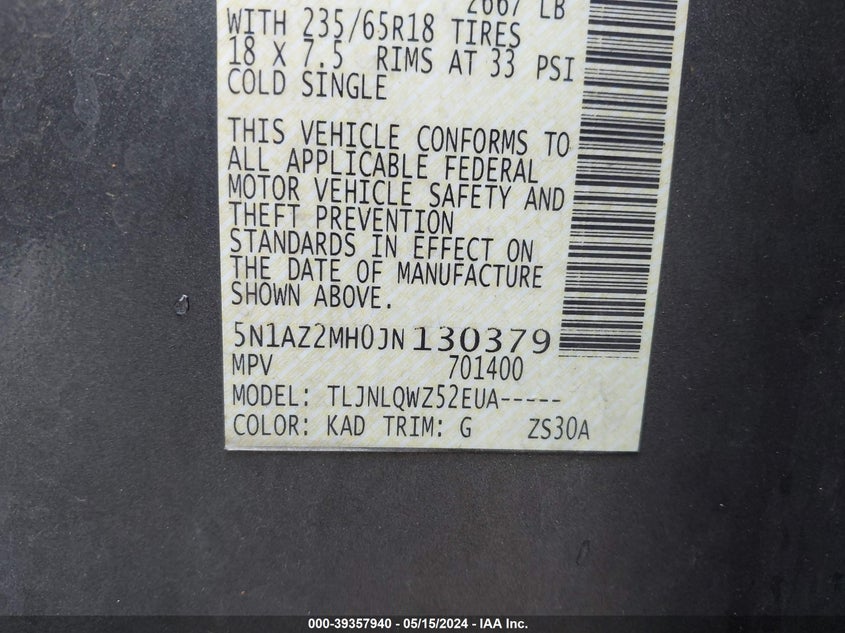 2667 LB
WITH 235/65R18 TIRES
18 X 7.5 RIMS AT 33 PSI
COLD SINGLE
THIS VEHICLE CONFORMS TO
ALL APPLICABLE FEDERAL
MOTOR VEHICLE SAFETY AND
THEFT PREVENTION
STANDARDS IN EFFECT ON
THE DATE OF MANUFACTURE
SHOWN ABOVE.
5N1AZ2MH0JN130379
MPV 701400
MODEL: TLJNLQWZ52EUA-----
COLOR: KAD TRIM: G ZS30A
000-39357940 - 05/15/2024 - IAA Inc.